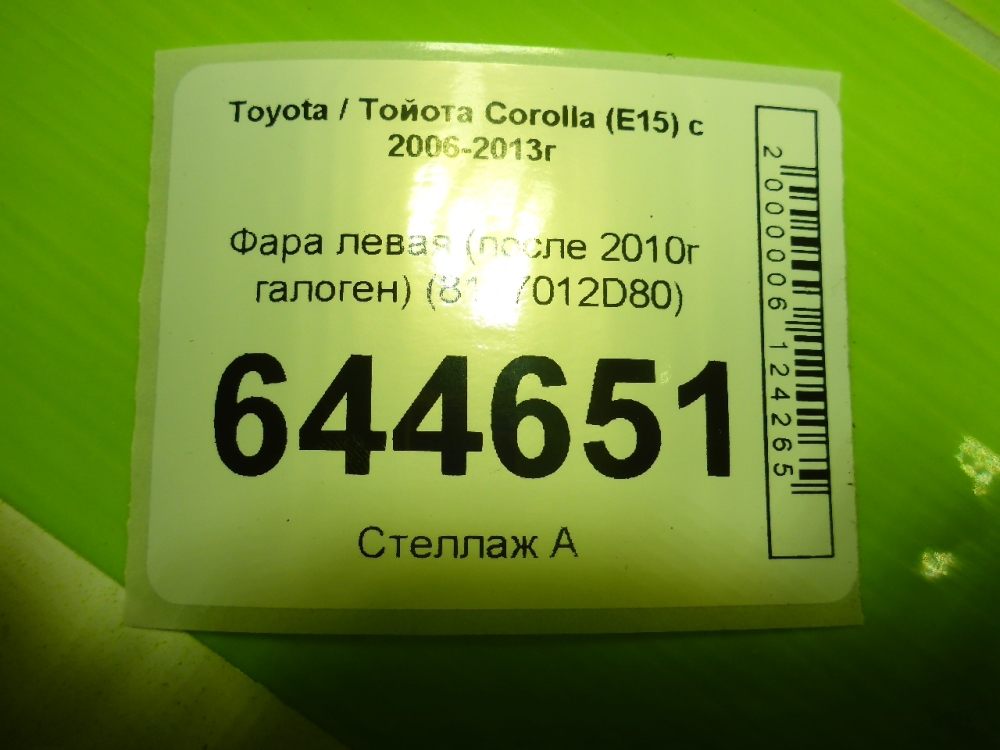 Toyota / Тойота Corolla (E15) с
2006-2013г
Фара левая (после 2010г
галоген)
644651
Стеллаж А
2000006124265